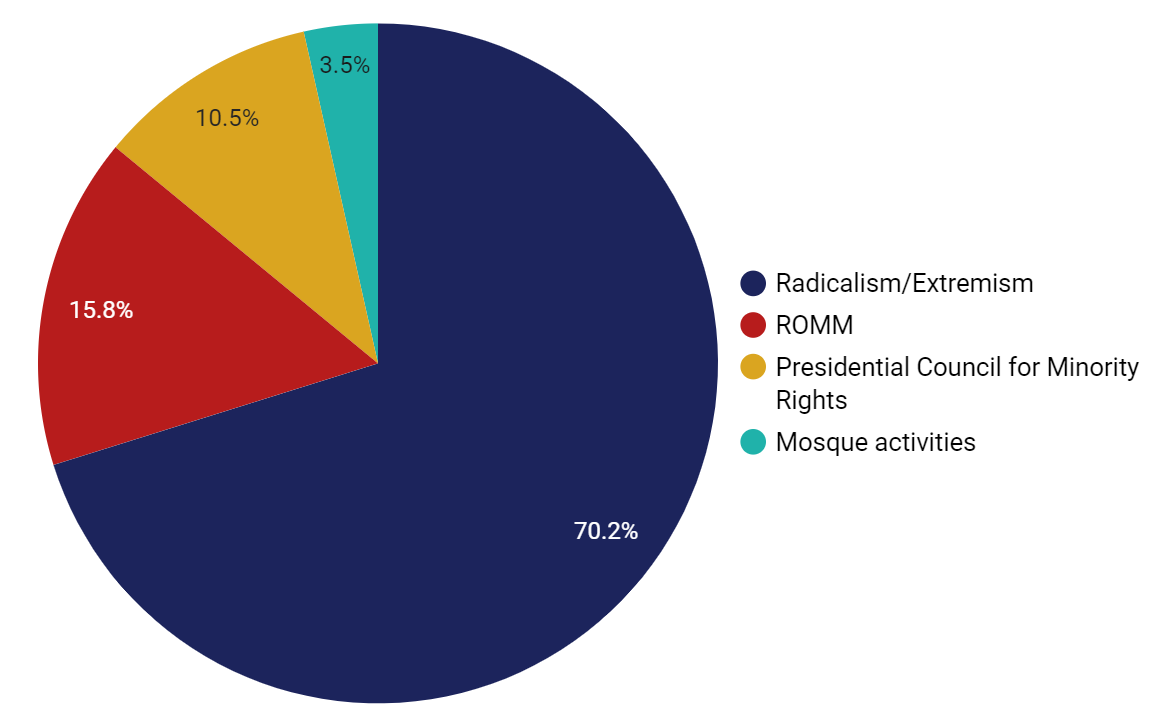 3.5%
10.5%
15.8%
70.2%
Radicalism/Extremism
ROMM
Presidential Council for Minority
Rights
Mosque activities